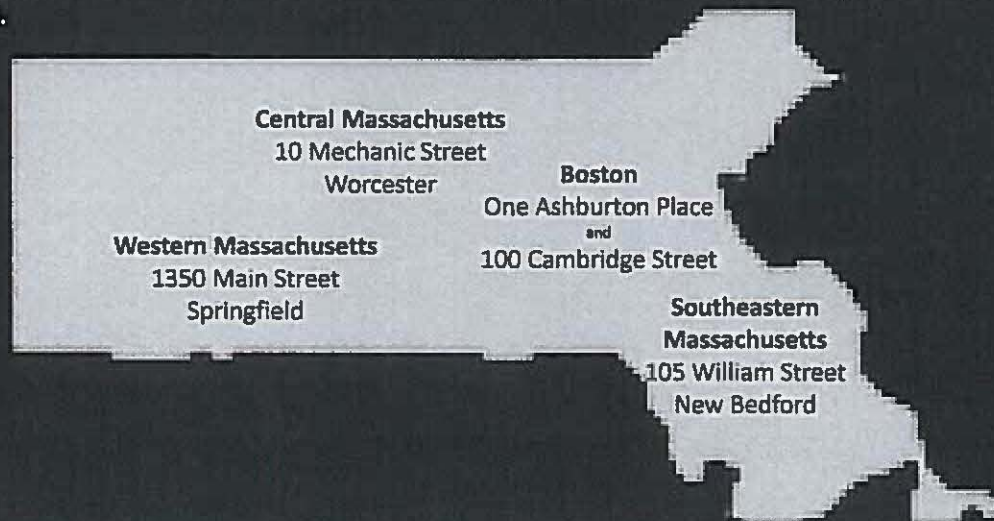 Central Massachusetts
10 Mechanic Street
Worcester
Boston
One Ashburton Place
and
100 Cambridge Street
Western Massachusetts
1350 Main Street
Springfield
Southeastern
Massachusetts
105 William Street
New Bedford